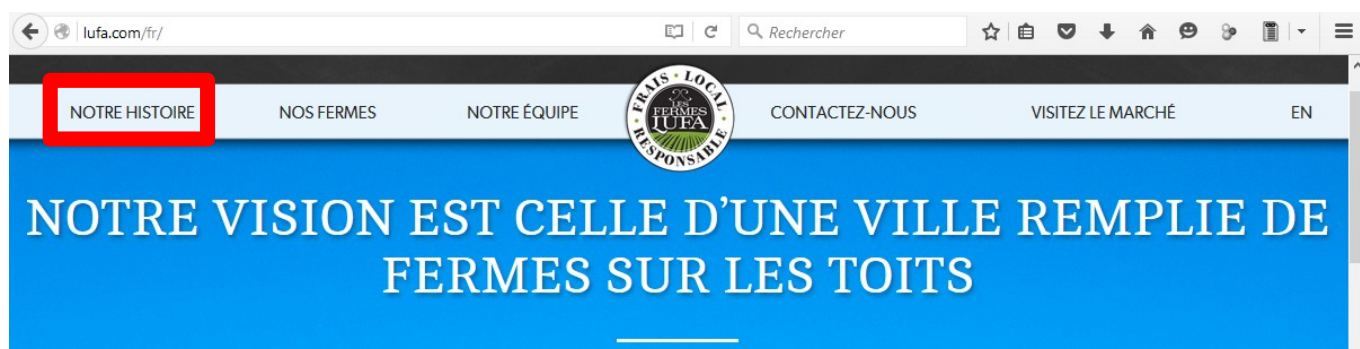 lufa.com/fr/
Rechercher
NOTRE HISTOIRE
NOS FERMES
NOTRE ÉQUIPE
FRAIS · LOCAL · RESPONSABLE ·
LES
FERMES
LUFA
CONTACTEZ-NOUS
VISITEZ LE MARCHÉ
EN
NOTRE VISION EST CELLE D'UNE VILLE REMPLIE DE
FERMES SUR LES TOITS